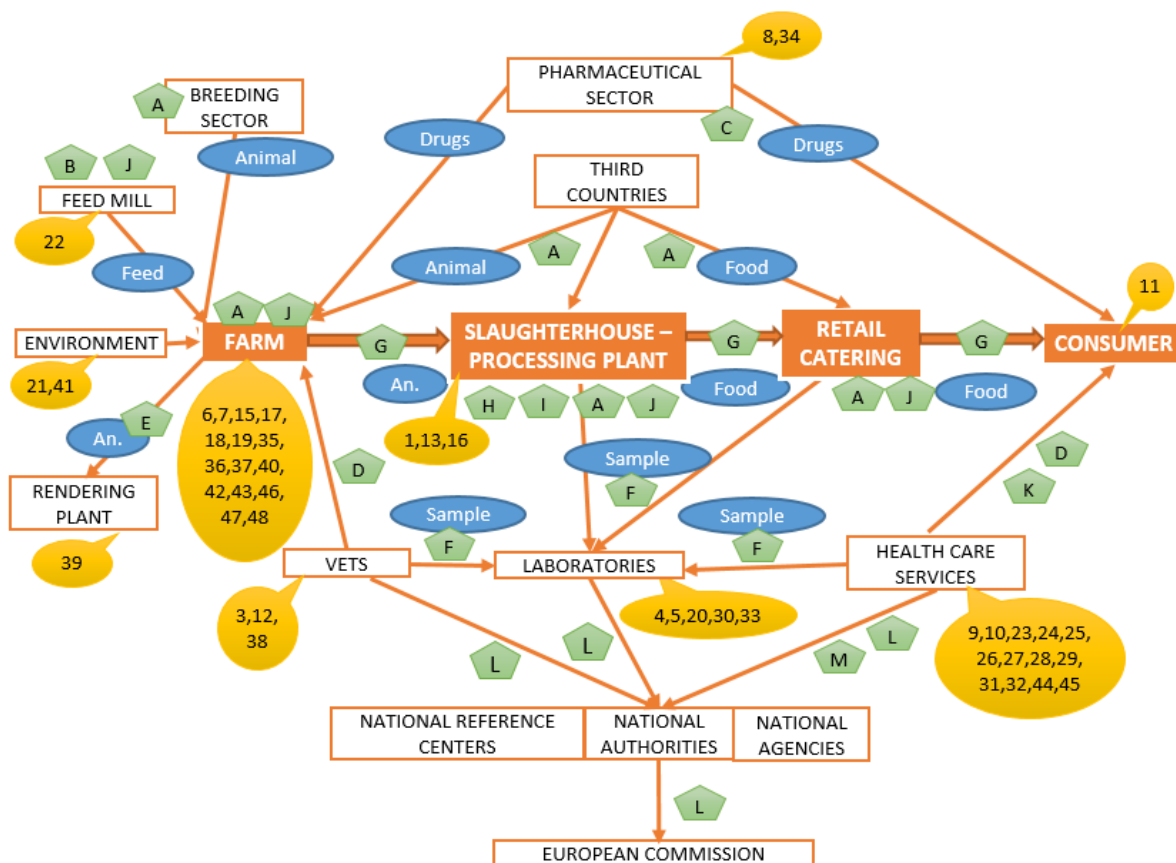 8,34
PHARMACEUTICAL
SECTOR
A
BREEDING
SECTOR
C
Drugs
Drugs
Animal
B
J
THIRD
COUNTRIES
FEED MILL
22
A
A
Feed
Animal
Food
11
A
J
ENVIRONMENT
FARM
G
SLAUGHTERHOUSE –
PROCESSING PLANT
G
RETAIL
CATERING
G
CONSUMER
21,41
An.
Food
Food
H
I
A
J
A
J
E
An.
6,7,15,17,
18,19,35,
36,37,40,
42,43,46,
47,48
1,13,16
D
Sample
F
D
K
RENDERING
PLANT
39
Sample
F
Sample
F
VETS
LABORATORIES
HEALTH CARE
SERVICES
3,12,
38
4,5,20,30,33
9,10,23,24,25,
26,27,28,29,
31,32,44,45
L
L
M
L
NATIONAL REFERENCE
CENTERS
NATIONAL
AUTHORITIES
NATIONAL
AGENCIES
L
EUROPEAN COMMISSION